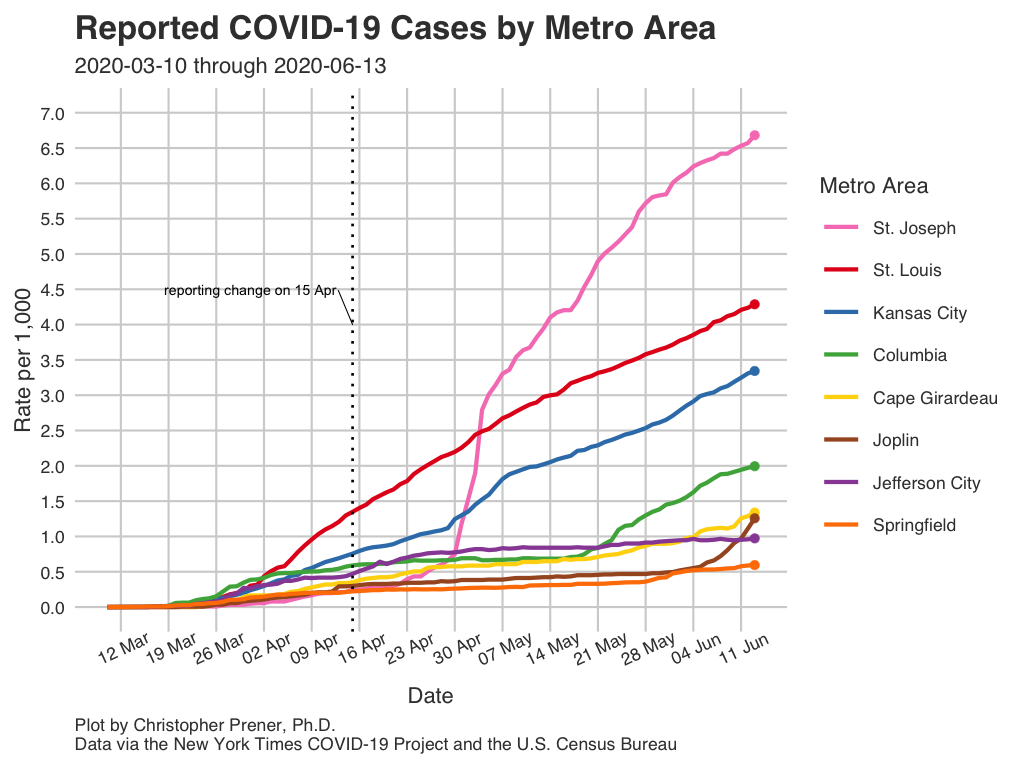 Reported COVID-19 Cases by Metro Area
2020-03-10 through 2020-06-13
7.0
6.5
6.0
5.5
5.0
4.5
4.0
3.5
3.0
2.5
2.0
1.5
1.0
0.5
0.0
Rate per 1,000
reporting change on 15 Apr
12 Mar
19 Mar
26 Mar
02 Apr
09 Apr
16 Apr
23 Apr
30 Apr
07 May
14 May
21 May
28 May
04 Jun
11 Jun
Date
Metro Area
St. Joseph
St. Louis
Kansas City
Columbia
Cape Girardeau
Joplin
Jefferson City
Springfield
Plot by Christopher Prener, Ph.D.
Data via the New York Times COVID-19 Project and the U.S. Census Bureau